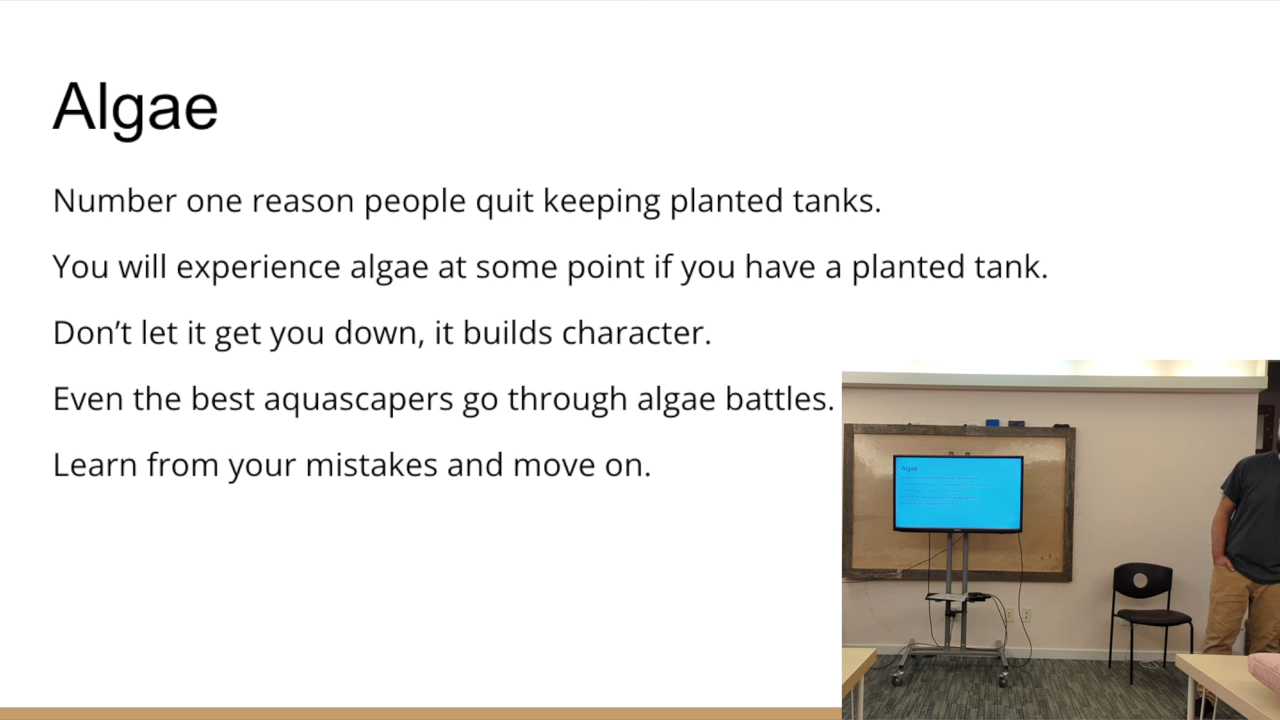 Algae
Number one reason people quit keeping planted tanks.
You will experience algae at some point if you have a planted tank.
Don’t let it get you down, it builds character.
Even the best aquascapers go through algae battles.
Learn from your mistakes and move on.
Algae